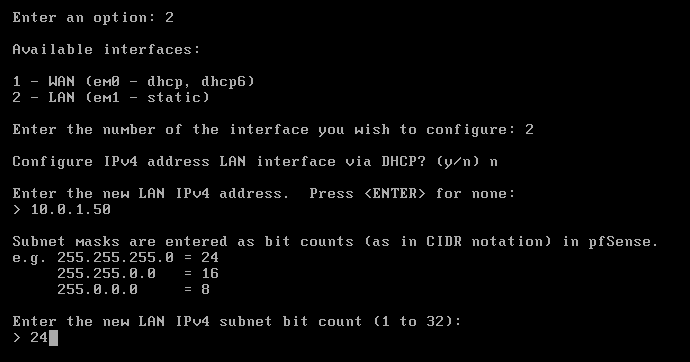 Enter an option: 2
Available interfaces:
1 - WAN (em0 - dhcp, dhcp6)
2 - LAN (em1 - static)
Enter the number of the interface you wish to configure: 2
Configure IPv4 address LAN interface via DHCP? (y/n) n
Enter the new LAN IPv4 address.  Press <ENTER> for none:
> 10.0.1.50
Subnet masks are entered as bit counts (as in CIDR notation) in pfSense.
e.g. 255.255.255.0 = 24
     255.255.0.0   = 16
     255.0.0.0     = 8
Enter the new LAN IPv4 subnet bit count (1 to 32):
> 24